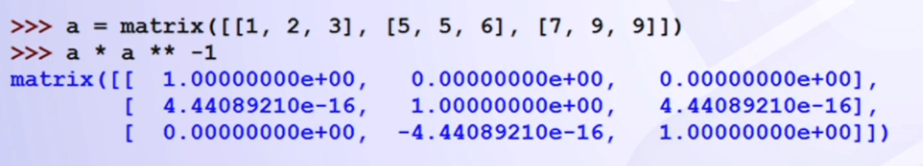 >>> a = matrix([[1, 2, 3], [5, 5, 6], [7, 9, 9]])
>>> a * a ** -1
matrix([[  1.00000000e+00,   0.00000000e+00,   0.00000000e+00],
        [  4.44089210e-16,   1.00000000e+00,   4.44089210e-16],
        [  0.00000000e+00,  -4.44089210e-16,   1.00000000e+00]])